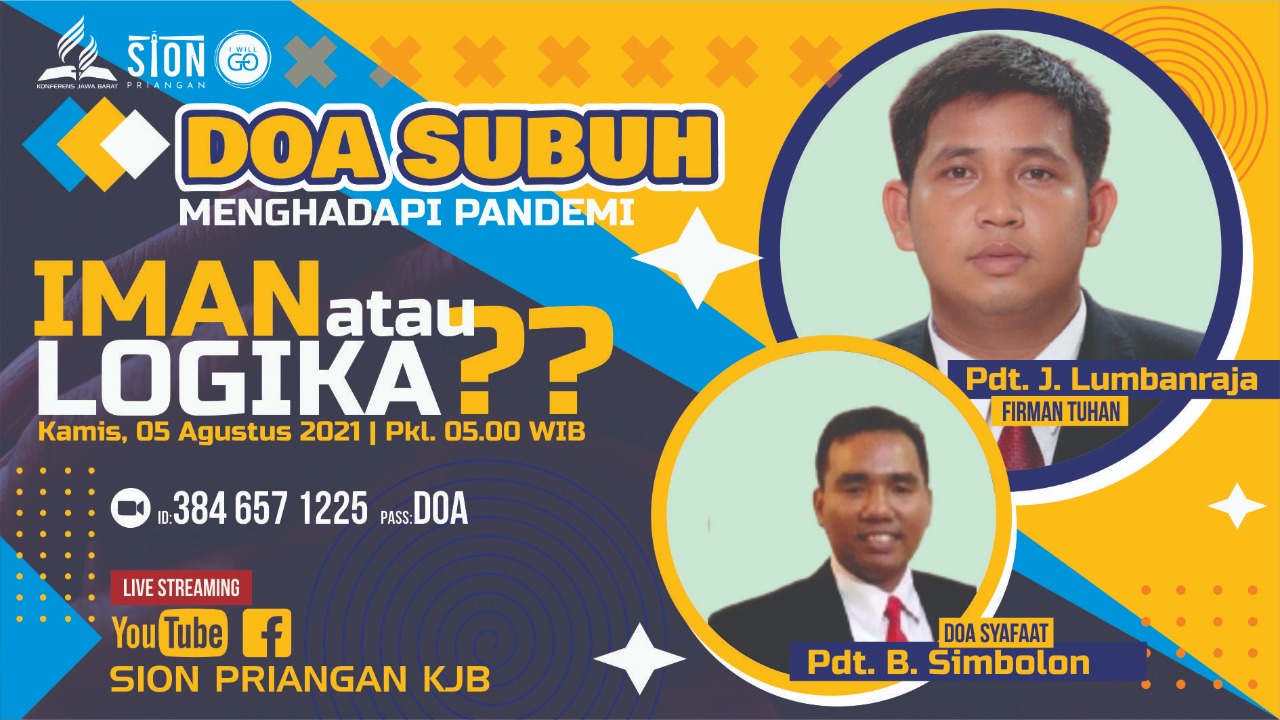 KONFERENS JAWA BARAT
SION
PRIANGAN
I WILL
GO
DOA SUBUH
MENGHADAPI PANDEMI
IMAN atau
LOGIKA??
Kamis, 05 Agustus 2021 | Pkl. 05.00 WIB
ID:384 657 1225 PASS:DOA
LIVE STREAMING
YouTube f
SION PRIANGAN KJB
Pdt. J. Lumbanraja
FIRMAN TUHAN
DOA SYAFAAT
Pdt. B. Simbolon